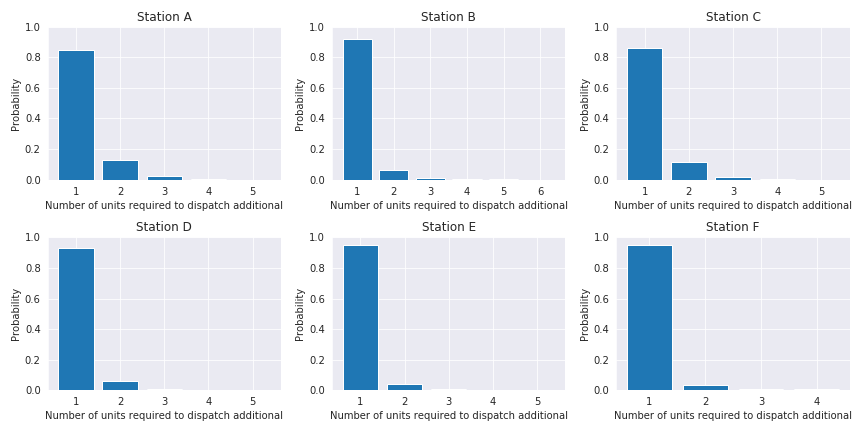 Station A
Station B
Station C
1.0
0.8
0.6
0.4
0.2
0.0
Probability
1 2 3 4 5
Number of units required to dispatch additional
1.0
0.8
0.6
0.4
0.2
0.0
Probability
1 2 3 4 5 6
Number of units required to dispatch additional
1.0
0.8
0.6
0.4
0.2
0.0
Probability
1 2 3 4 5
Number of units required to dispatch additional
Station D
Station E
Station F
1.0
0.8
0.6
0.4
0.2
0.0
Probability
1 2 3 4 5
Number of units required to dispatch additional
1.0
0.8
0.6
0.4
0.2
0.0
Probability
1 2 3 4 5
Number of units required to dispatch additional
1.0
0.8
0.6
0.4
0.2
0.0
Probability
1 2 3 4
Number of units required to dispatch additional